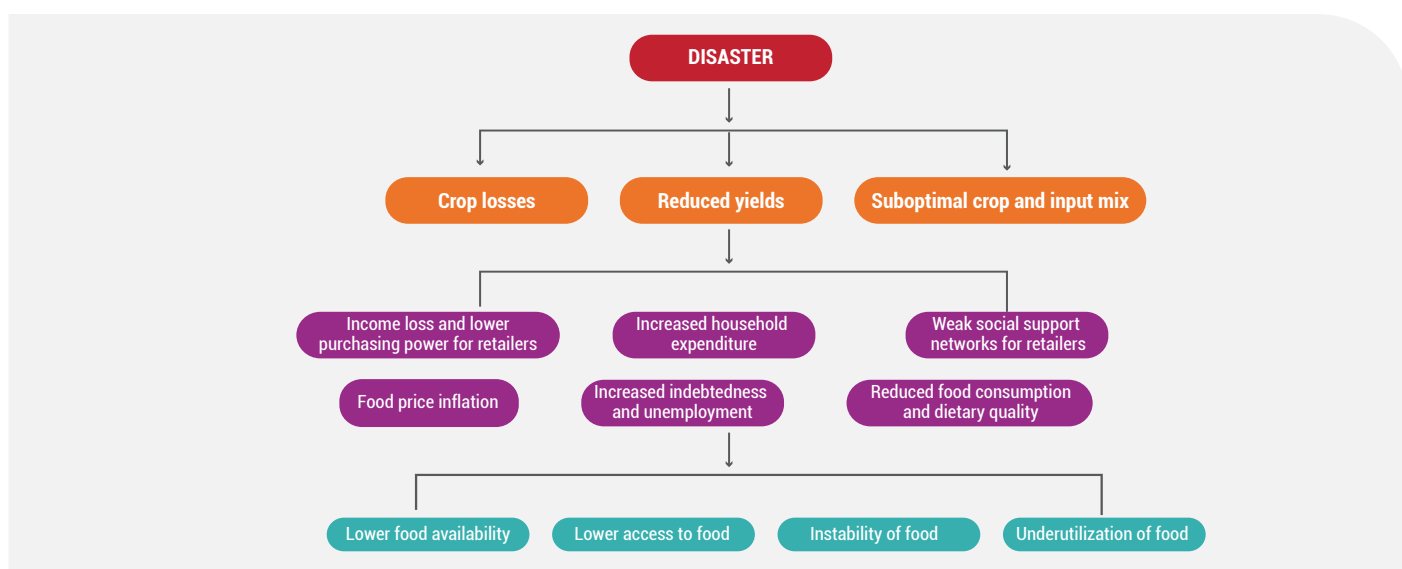 DISASTER
Crop losses
Reduced yields
Suboptimal crop and input mix
Income loss and lower
purchasing power for retailers
Increased household
expenditure
Weak social support
networks for retailers
Food price inflation
Increased indebtedness
and unemployment
Reduced food consumption
and dietary quality
Lower food availability
Lower access to food
Instability of food
Underutilization of food